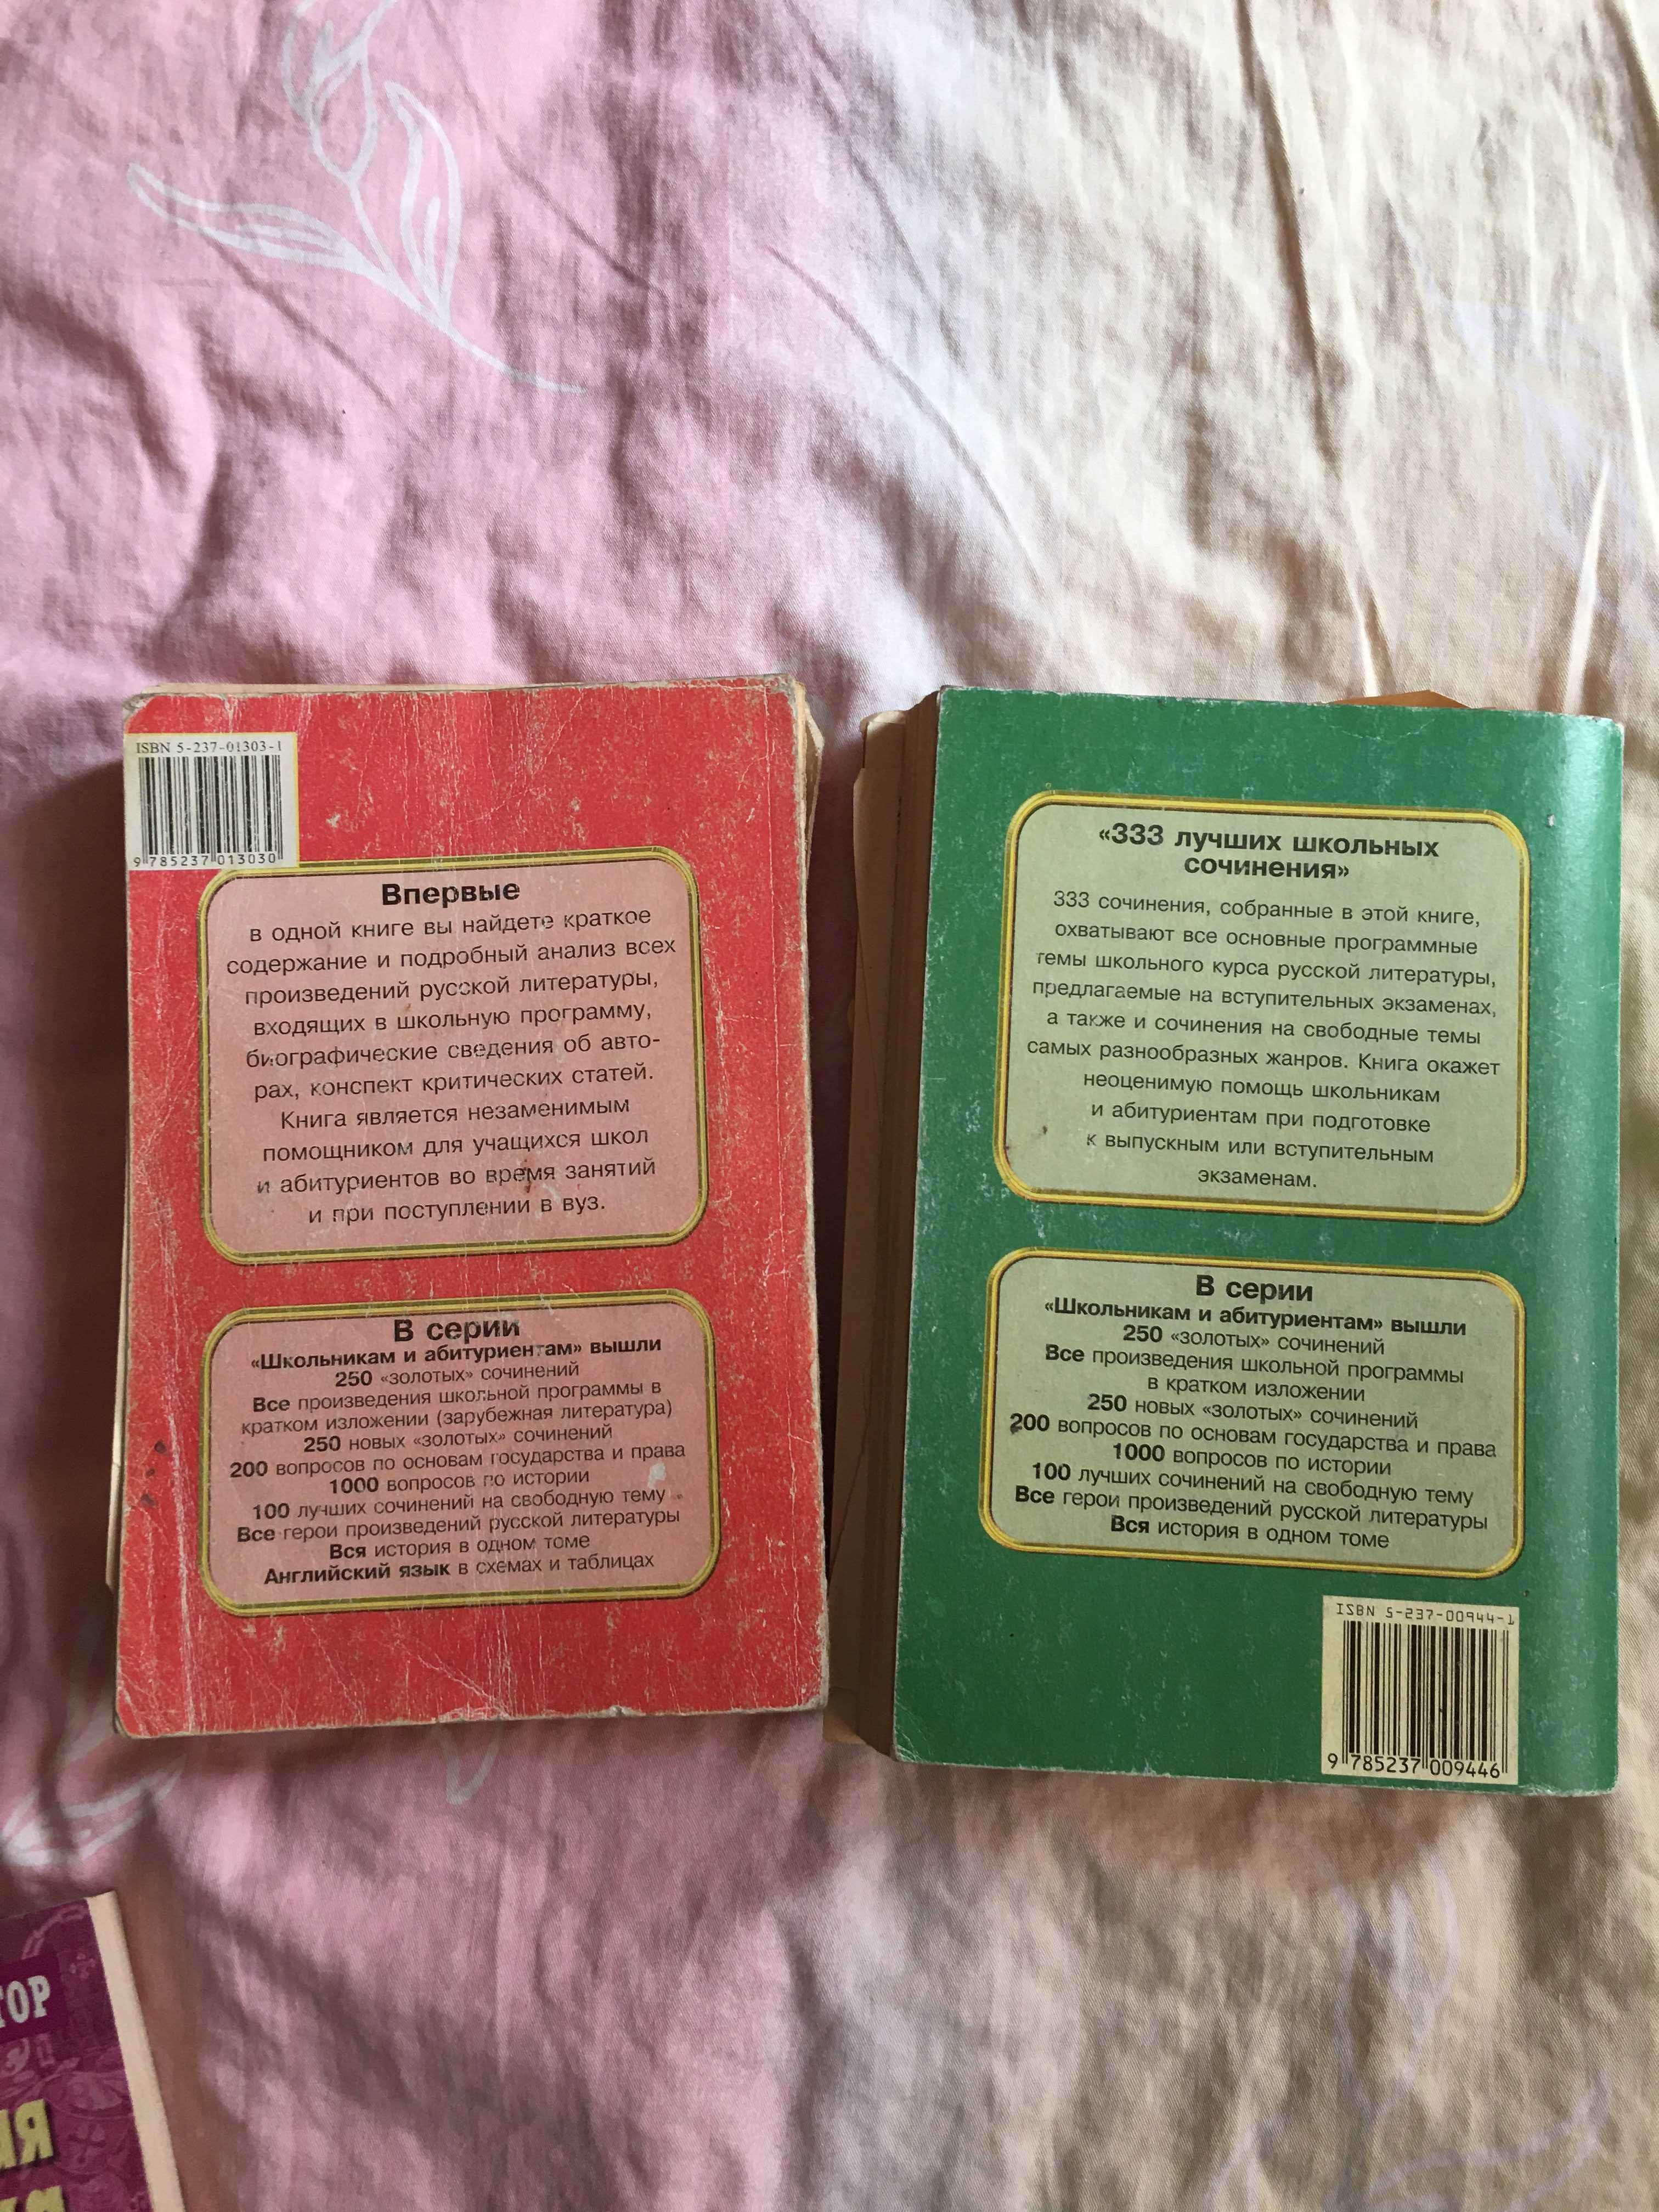 ISBN 5-237-01303-1
9 785237 013030
Впервые
в одной книге вы найдете краткое
содержание и подробный анализ всех
произведений русской литературы,
входящих в школьную программу,
биографические сведения об авто-
рах, конспект критических статей.
Книга является незаменимым
помощником для учащихся школ
и абитуриентов во время занятий
и при поступлении в вуз.
В серии
«Школьникам и абитуриентам» вышли
250 «золотых» сочинений
Все произведения школьной программы в
кратком изложении (зарубежная литература)
250 новых «золотых» сочинений
200 вопросов по основам государства и права
1000 вопросов по истории
100 лучших сочинений на свободную тему
Все герои произведений русской литературы
Вся история в одном томе
Английский язык в схемах и таблицах
«333 лучших школьных
сочинения»
333 сочинения, собранные в этой книге,
охватывают все основные программные
темы школьного курса русской литературы,
предлагаемые на вступительных экзаменах,
а также и сочинения на свободные темы
самых разнообразных жанров. Книга окажет
неоценимую помощь школьникам
и абитуриентам при подготовке
к выпускным или вступительным
экзаменам.
В серии
«Школьникам и абитуриентам» вышли
250 «золотых» сочинений
Все произведения школьной программы
в кратком изложении
250 новых «золотых» сочинений
200 вопросов по основам государства и права
1000 вопросов по истории
100 лучших сочинений на свободную тему
Все герои произведений русской литературы
Вся история в одном томе
ISBN 5-237-00944-1
9 785237 009446